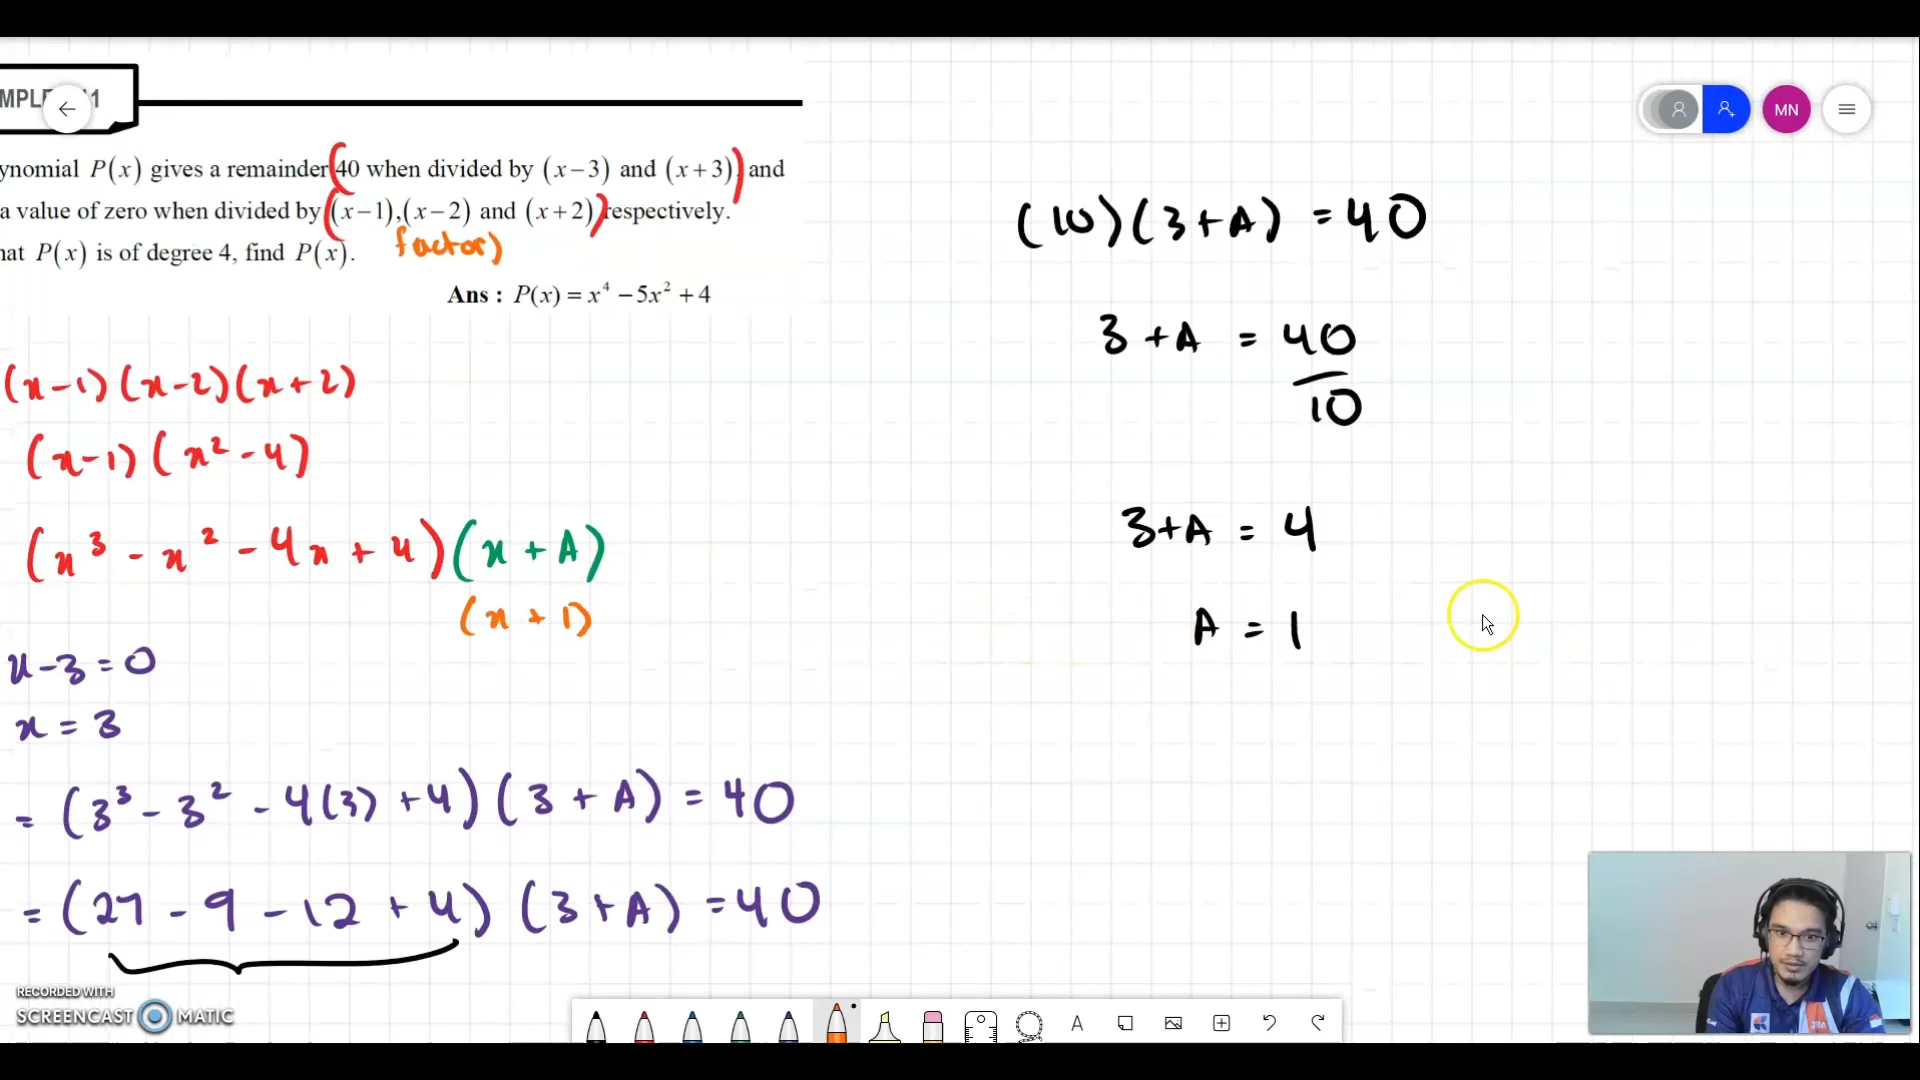 MPLE 1
ynomial P(x) gives a remainder 40 when divided by (x−3) and (x+3), and
a value of zero when divided by (x−1),(x−2) and (x+2) respectively.
factor)
hat P(x) is of degree 4, find P(x).
Ans : P(x) = x⁴ − 5x² + 4
(x-1)(x-2)(x+2)
(x-1)(x²-4)
(x³ - x² - 4x + 4)(x + A)
(x + 1)
x-3=0
x = 3
= (3³ - 3² - 4(3) + 4)(3 + A) = 40
= (27 - 9 - 12 + 4)(3 + A) = 40
(10)(3+A) = 40
3 + A = 40
10
3+A = 4
A = 1
MN
RECORDED WITH
SCREENCAST MATIC
A